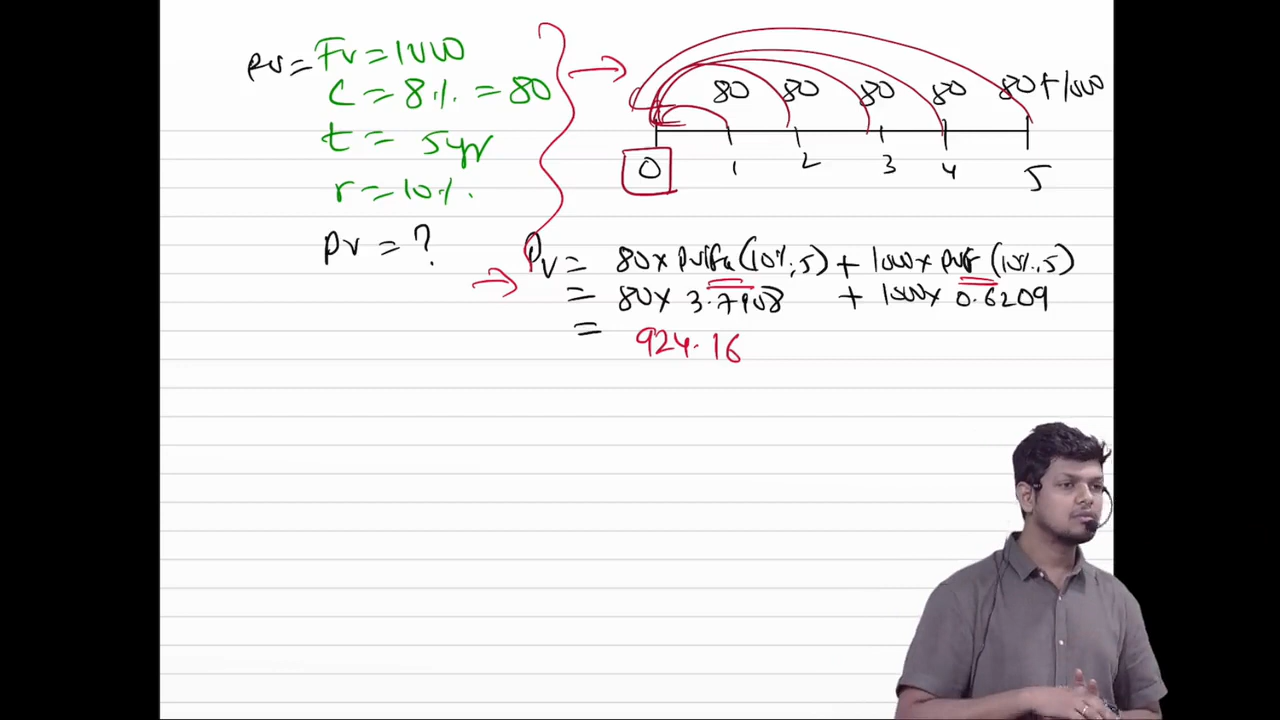 PV = FV = 1000
C = 8% = 80
t = 5yr
r = 10%.
PV = ?
80 80 80 80 80+1000
0 1 2 3 4 5
PV = 80 x pvifa (10%, 5) + 1000 x pvf (10%, 5)
= 80 x 3.7908 + 1000 x 0.6209
= 924.16